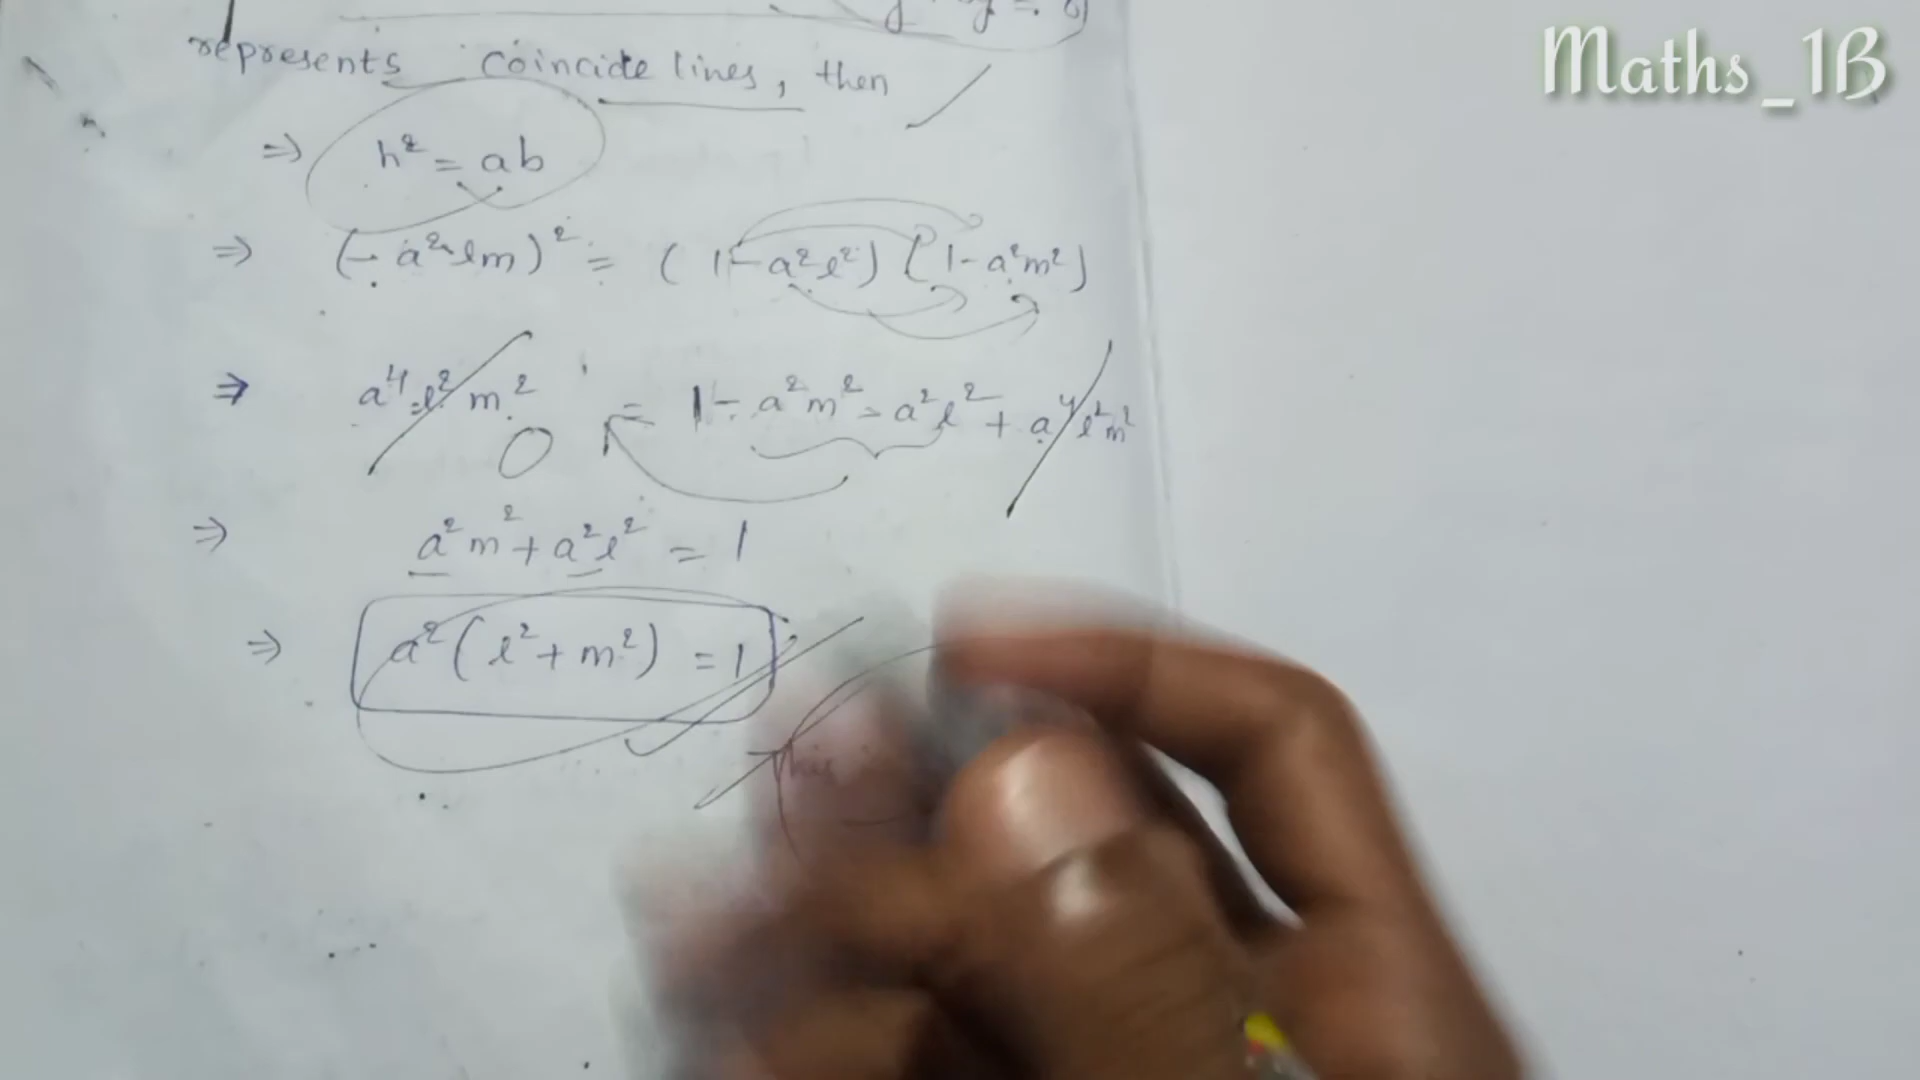 Maths_1B
represents coincide lines, then
⇒ h² = ab
⇒ (- a²lm)² = (1-a²l²) (1-a²m²)
⇒ a⁴l²m² = 1 - a²m² - a²l² + a⁴l²m²
0
⇒ a²m² + a²l² = 1
⇒ a²(l²+m²) = 1